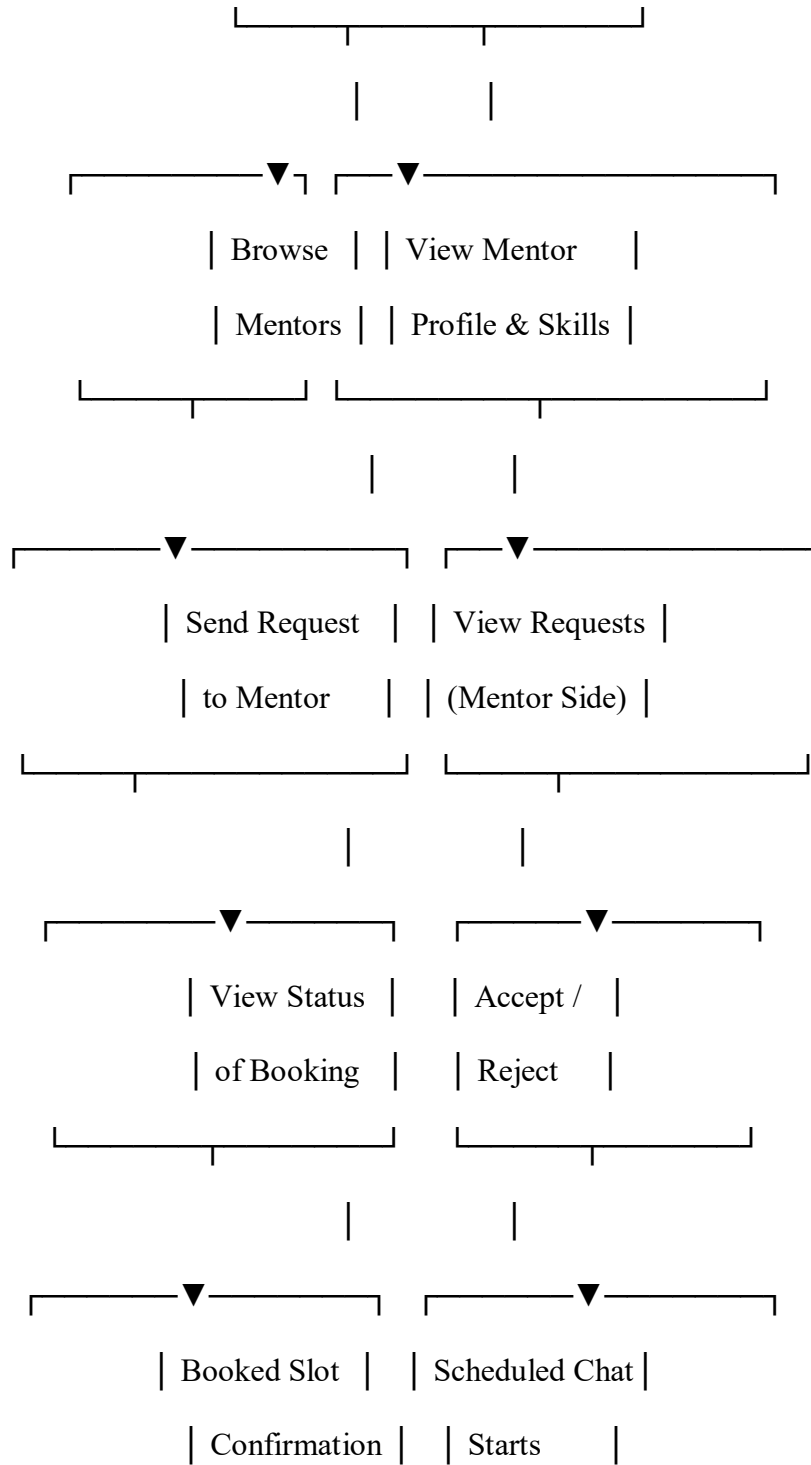 Browse View Mentor
Mentors Profile & Skills
Send Request View Requests
to Mentor (Mentor Side)
View Status Accept /
of Booking Reject
Booked Slot Scheduled Chat
Confirmation Starts